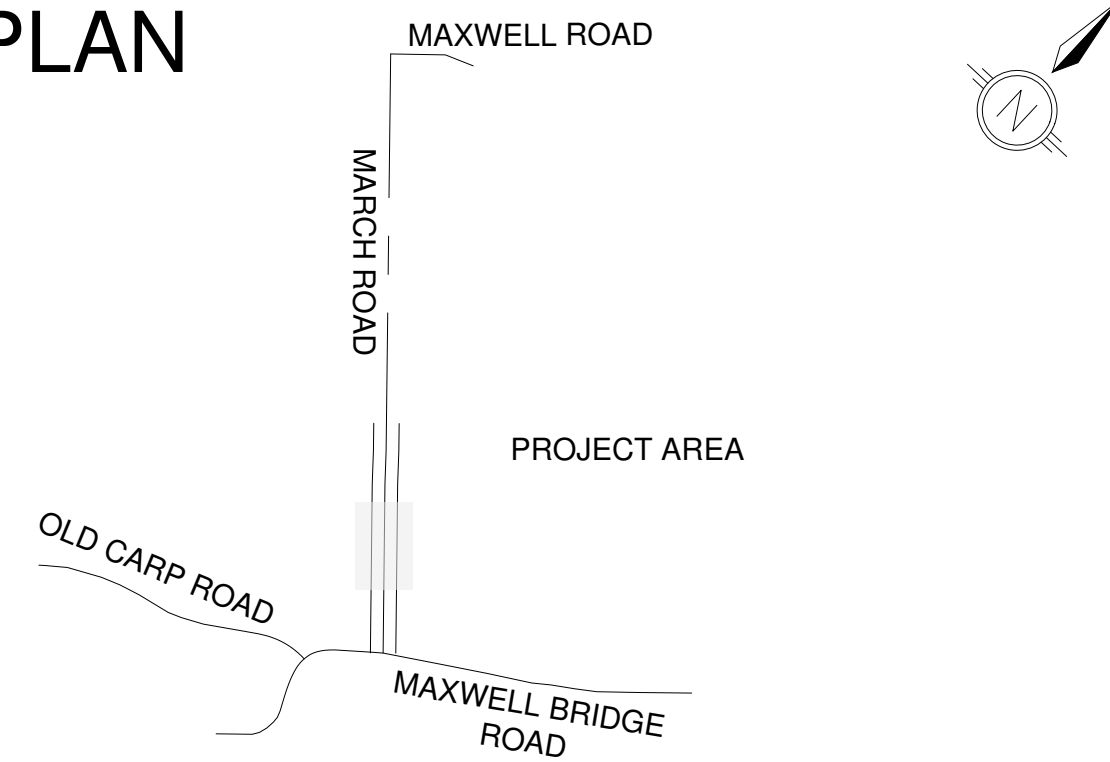 PLAN
MAXWELL ROAD
N
MARCH ROAD
PROJECT AREA
OLD CARP ROAD
MAXWELL BRIDGE
ROAD